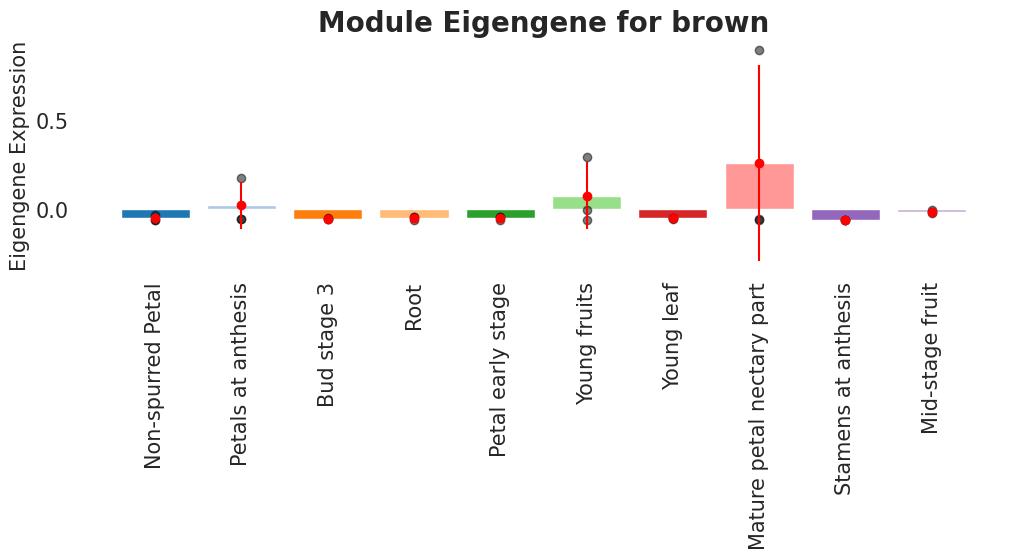 Module Eigengene for brown
Eigengene Expression
0.5
0.0
Non-spurred Petal
Petals at anthesis
Bud stage 3
Root
Petal early stage
Young fruits
Young leaf
Mature petal nectary part
Stamens at anthesis
Mid-stage fruit